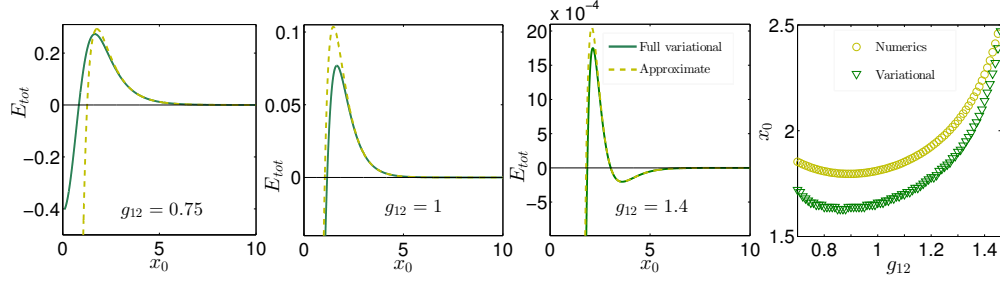 0.2
0
−0.2
−0.4
0
5
10
E_tot
x_0
g_12 = 0.75
0.1
0.05
0
0
5
10
E_tot
x_0
g_12 = 1
x 10^−4
20
15
10
5
0
−5
0
5
10
E_tot
x_0
g_12 = 1.4
Full variational
Approximate
2.5
2
1.5
0.8
1
1.2
1.4
x_0
g_12
Numerics
Variational